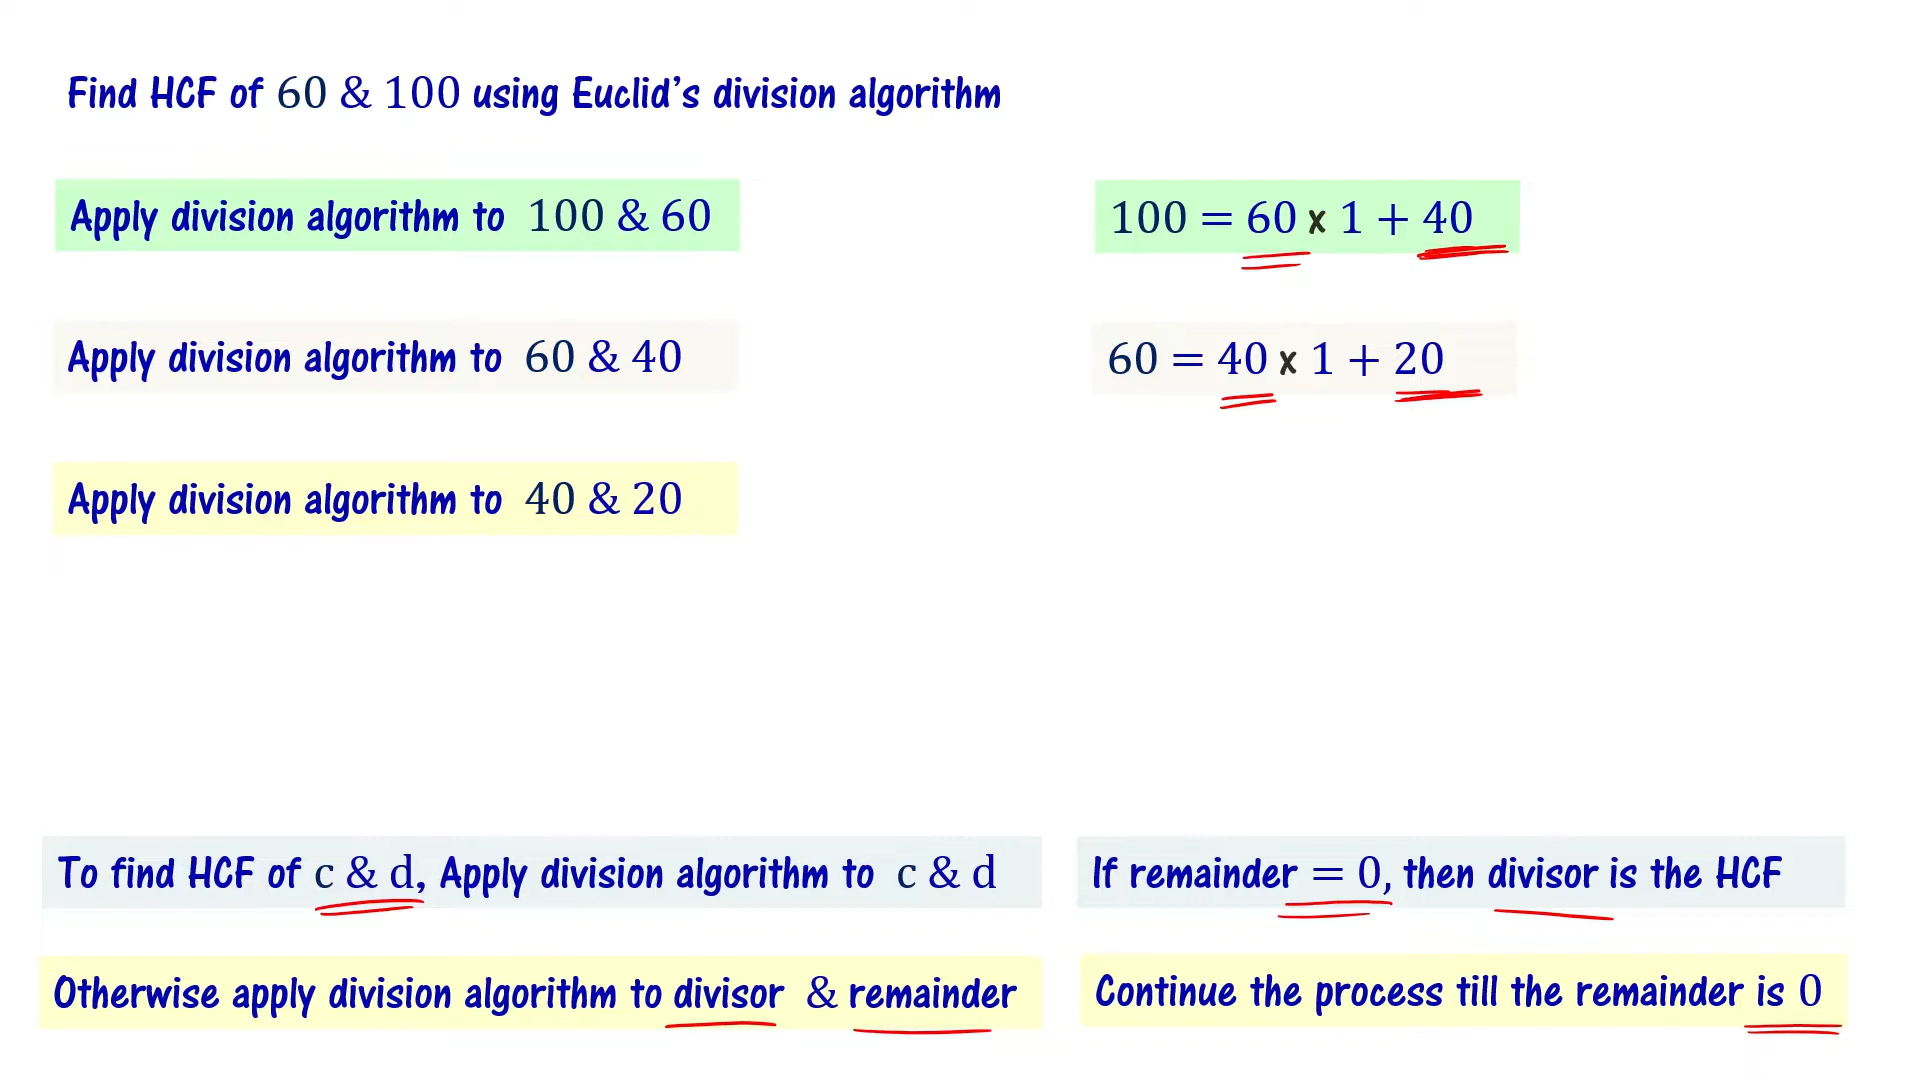 Find HCF of 60 & 100 using Euclid's division algorithm
Apply division algorithm to 100 & 60
100 = 60 x 1 + 40
Apply division algorithm to 60 & 40
60 = 40 x 1 + 20
Apply division algorithm to 40 & 20
To find HCF of c & d, Apply division algorithm to c & d
If remainder = 0, then divisor is the HCF
Otherwise apply division algorithm to divisor & remainder
Continue the process till the remainder is 0